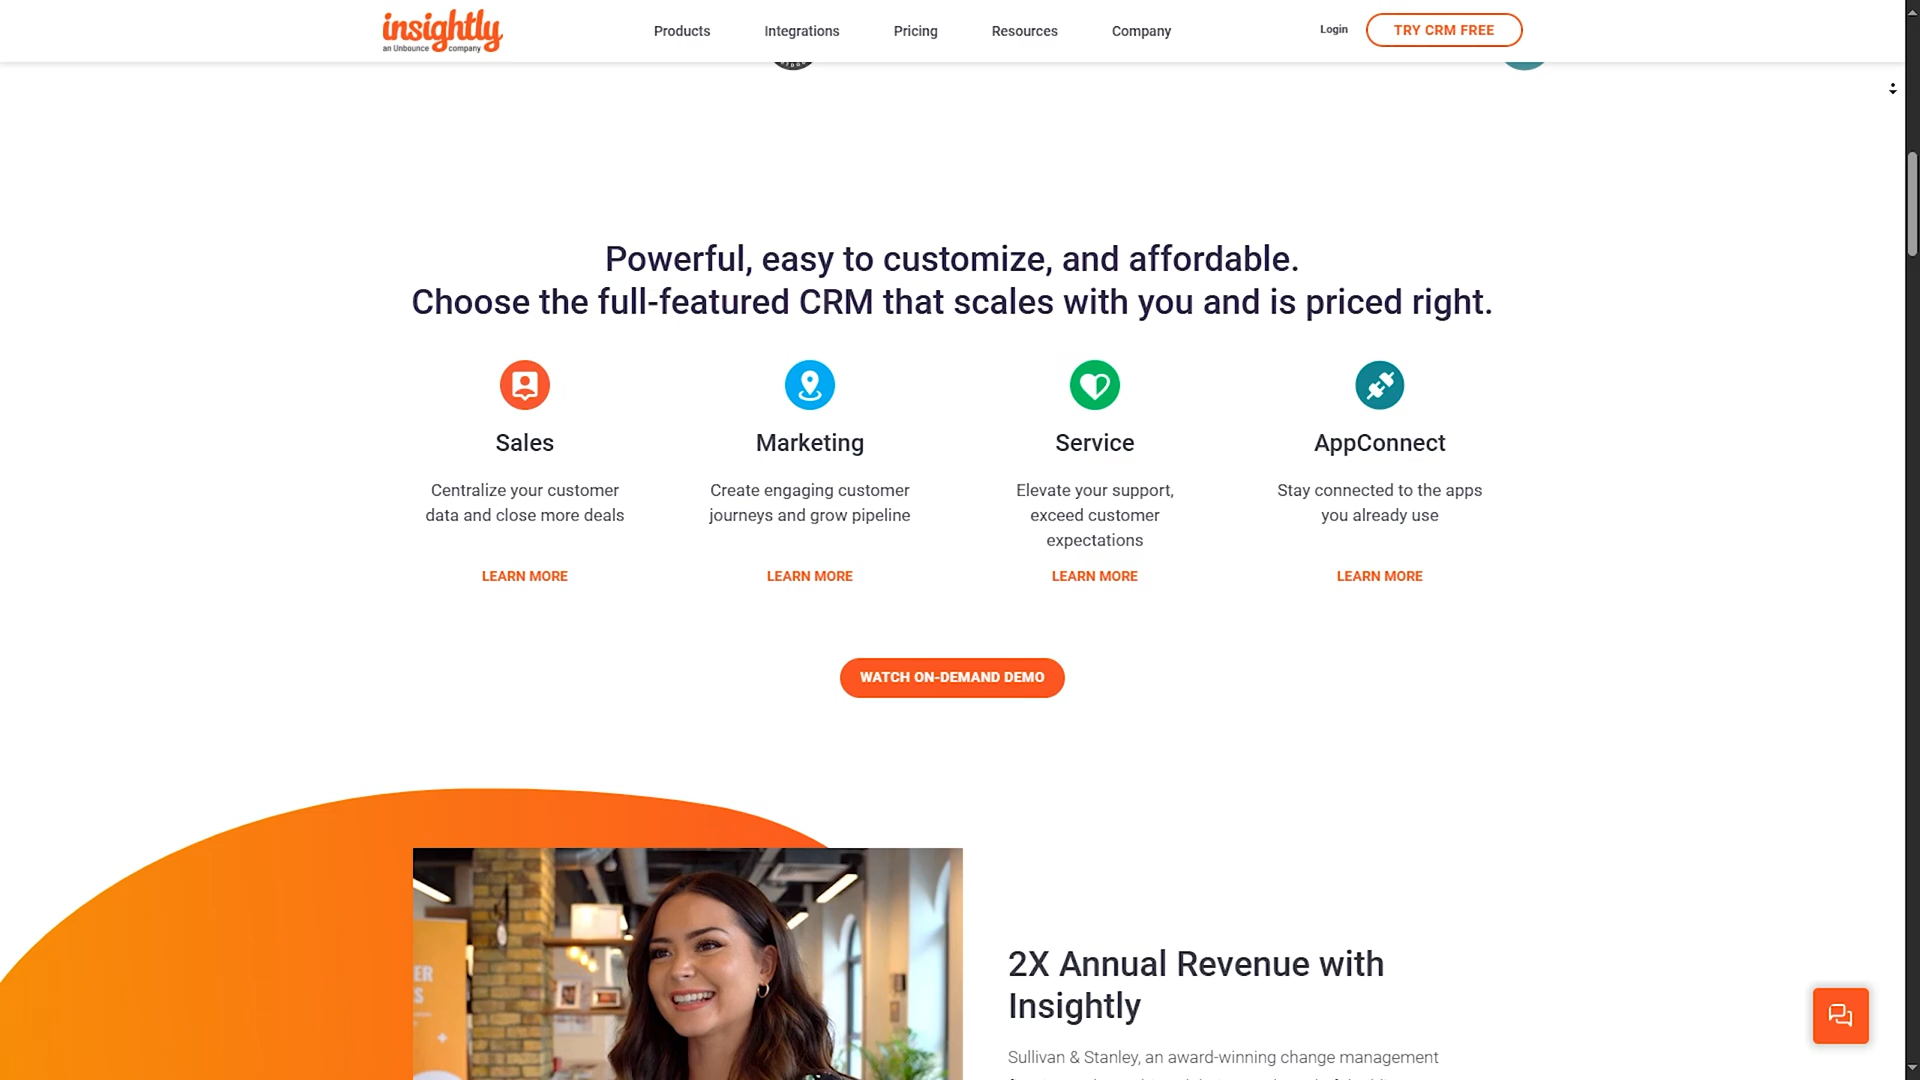 insightly
an Unbounce company
Products
Integrations
Pricing
Resources
Company
Login
TRY CRM FREE
Powerful, easy to customize, and affordable.
Choose the full-featured CRM that scales with you and is priced right.
Sales
Centralize your customer
data and close more deals
LEARN MORE
Marketing
Create engaging customer
journeys and grow pipeline
LEARN MORE
Service
Elevate your support,
exceed customer
expectations
LEARN MORE
AppConnect
Stay connected to the apps
you already use
LEARN MORE
WATCH ON-DEMAND DEMO
2X Annual Revenue with
Insightly
Sullivan & Stanley, an award-winning change management